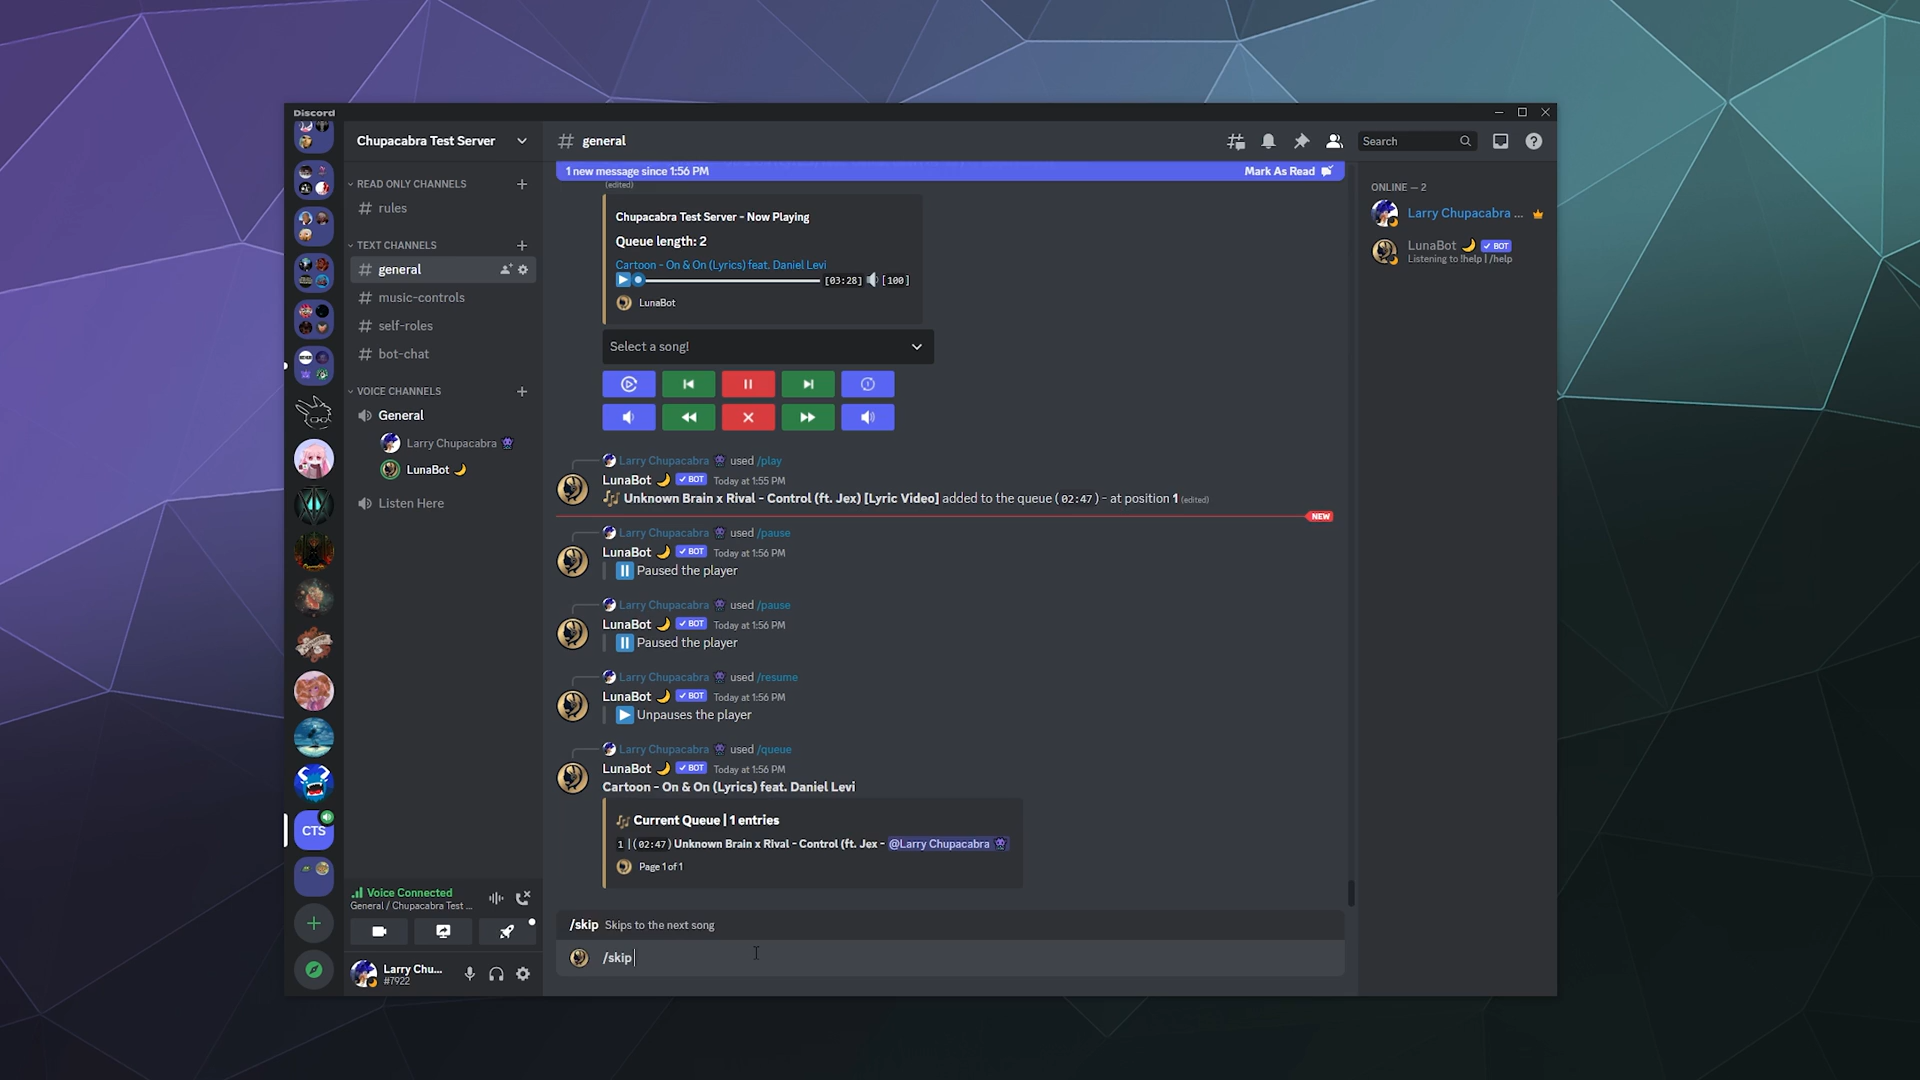 Discord
Chupacabra Test Server
READ ONLY CHANNELS
rules
TEXT CHANNELS
general
music-controls
self-roles
bot-chat
VOICE CHANNELS
General
Larry Chupacabra
LunaBot
Listen Here
CTS
Voice Connected
General / Chupacabra Test ...
Larry Chu...
#7922
# general
Search
1 new message since 1:56 PM
Mark As Read
(edited)
Chupacabra Test Server - Now Playing
Queue length: 2
Cartoon - On & On (Lyrics) feat. Daniel Levi
[03:28] [100]
LunaBot
Select a song!
Larry Chupacabra used /play
LunaBot BOT Today at 1:55 PM
Unknown Brain x Rival - Control (ft. Jex) [Lyric Video] added to the queue (02:47) - at position 1 (edited)
NEW
Larry Chupacabra used /pause
LunaBot BOT Today at 1:56 PM
Paused the player
Larry Chupacabra used /pause
LunaBot BOT Today at 1:56 PM
Paused the player
Larry Chupacabra used /resume
LunaBot BOT Today at 1:56 PM
Unpauses the player
Larry Chupacabra used /queue
LunaBot BOT Today at 1:56 PM
Cartoon - On & On (Lyrics) feat. Daniel Levi
Current Queue | 1 entries
1 |(02:47) Unknown Brain x Rival - Control (ft. Jex - @Larry Chupacabra
Page 1 of 1
/skip Skips to the next song
/skip
ONLINE — 2
Larry Chupacabra ...
LunaBot BOT
Listening to !help | /help